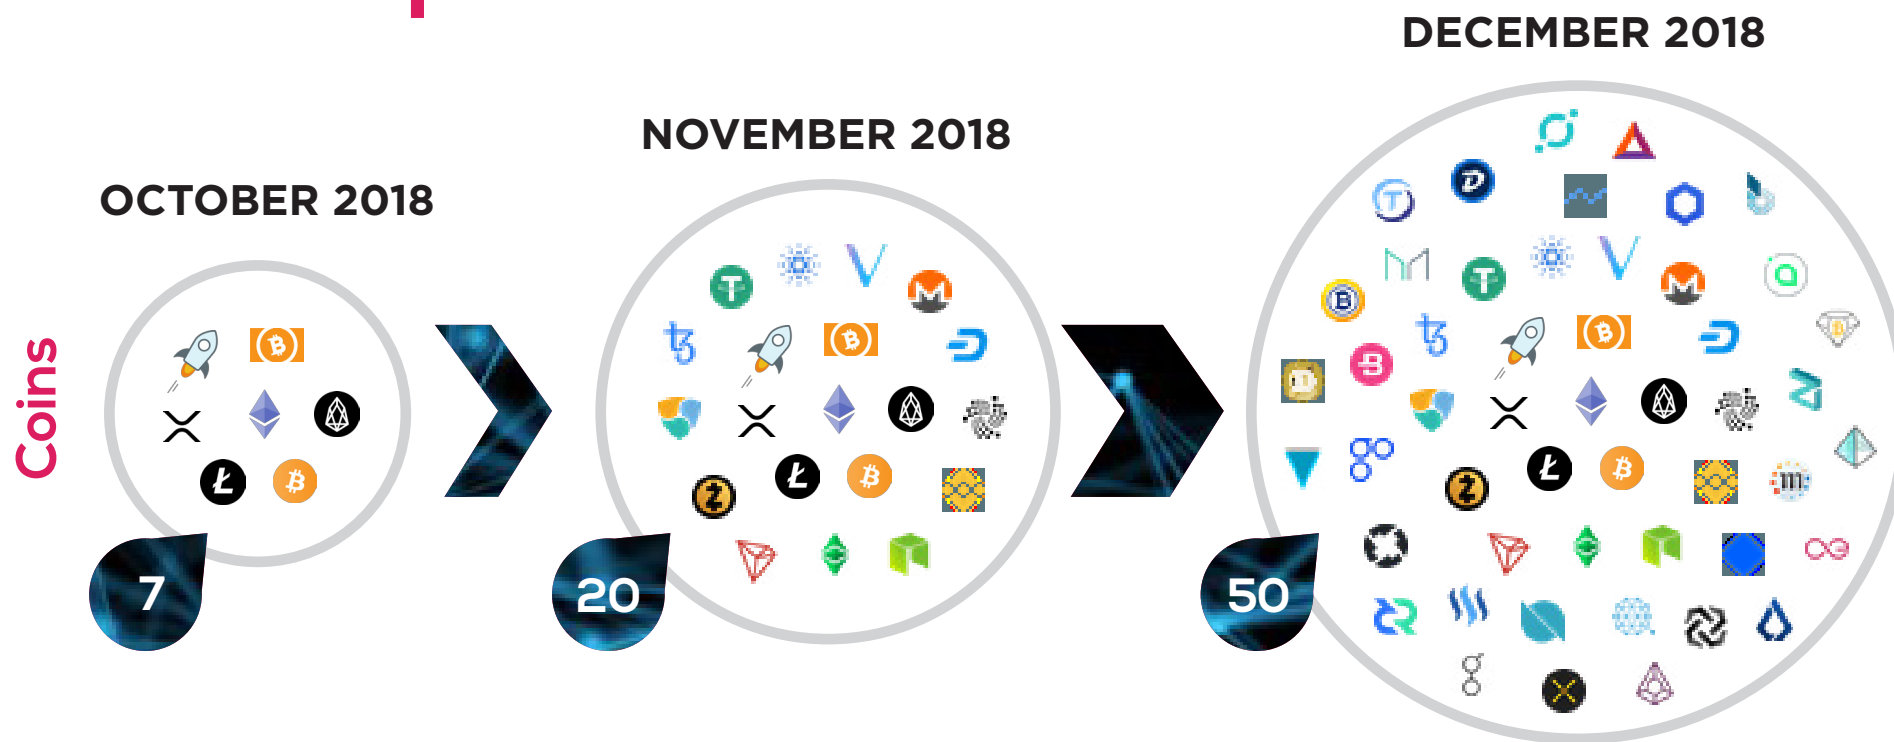 DECEMBER 2018
NOVEMBER 2018
OCTOBER 2018
Coins
7
20
50